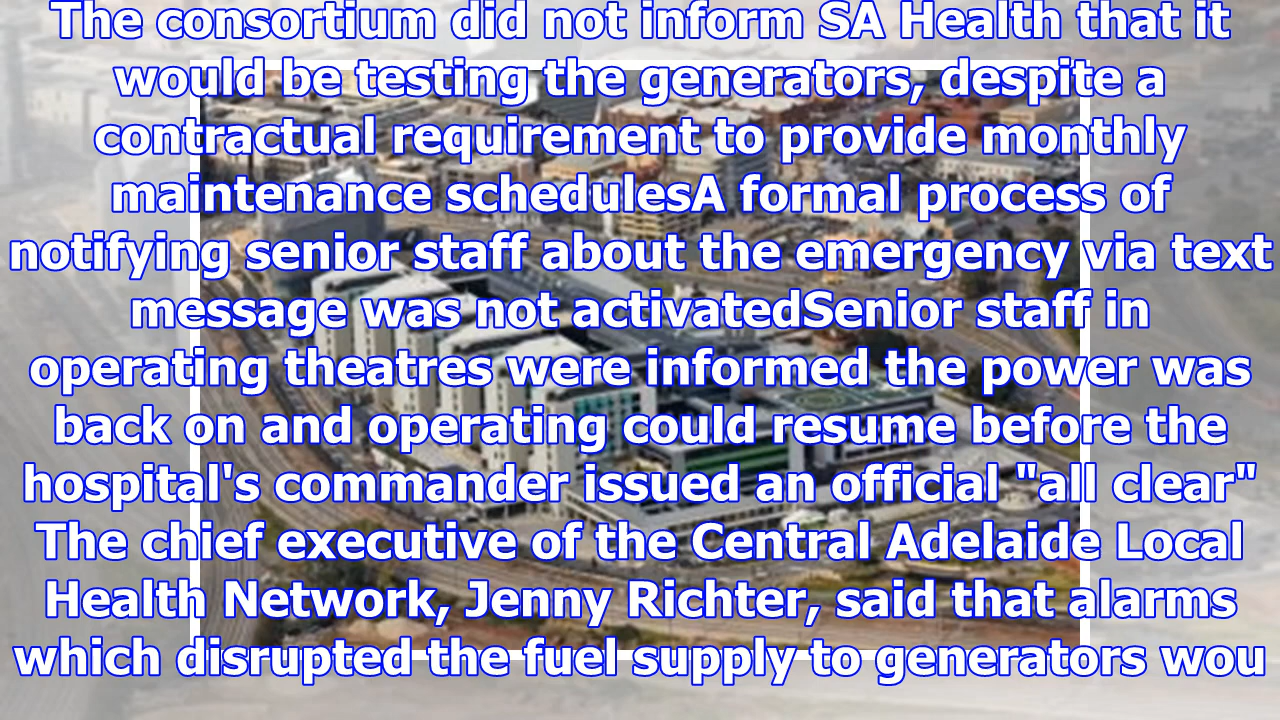 The consortium did not inform SA Health that it
would be testing the generators, despite a
contractual requirement to provide monthly
maintenance schedulesA formal process of
notifying senior staff about the emergency via text
message was not activatedSenior staff in
operating theatres were informed the power was
back on and operating could resume before the
hospital's commander issued an official "all clear"
The chief executive of the Central Adelaide Local
Health Network, Jenny Richter, said that alarms
which disrupted the fuel supply to generators wou